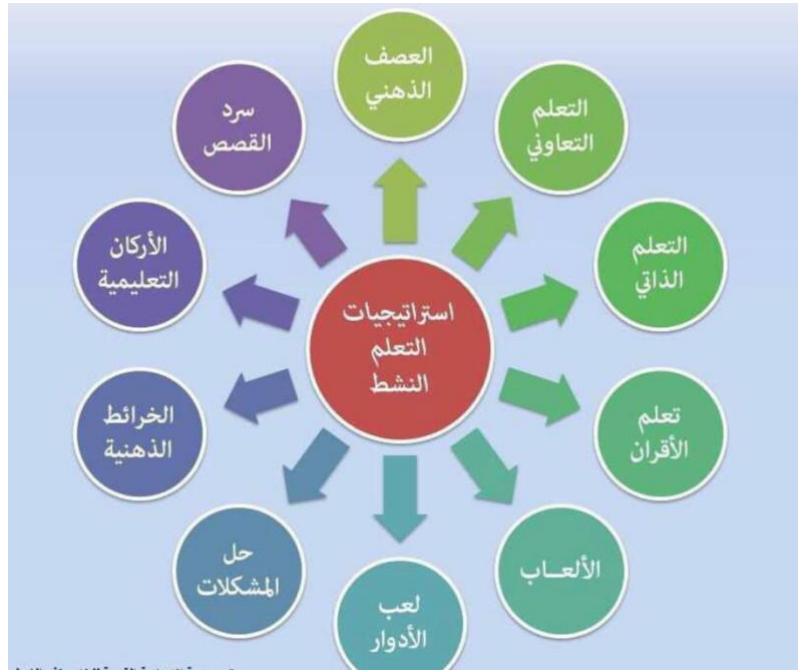 العصف
الذهني
التعلم
التعاوني
التعلم
الذاتي
تعلم
الأقران
الألعــاب
لعب
الأدوار
حل
المشكلات
الخرائط
الذهنية
الأركان
التعليمية
سرد
القصص
استراتيجيات
التعلم
النشط